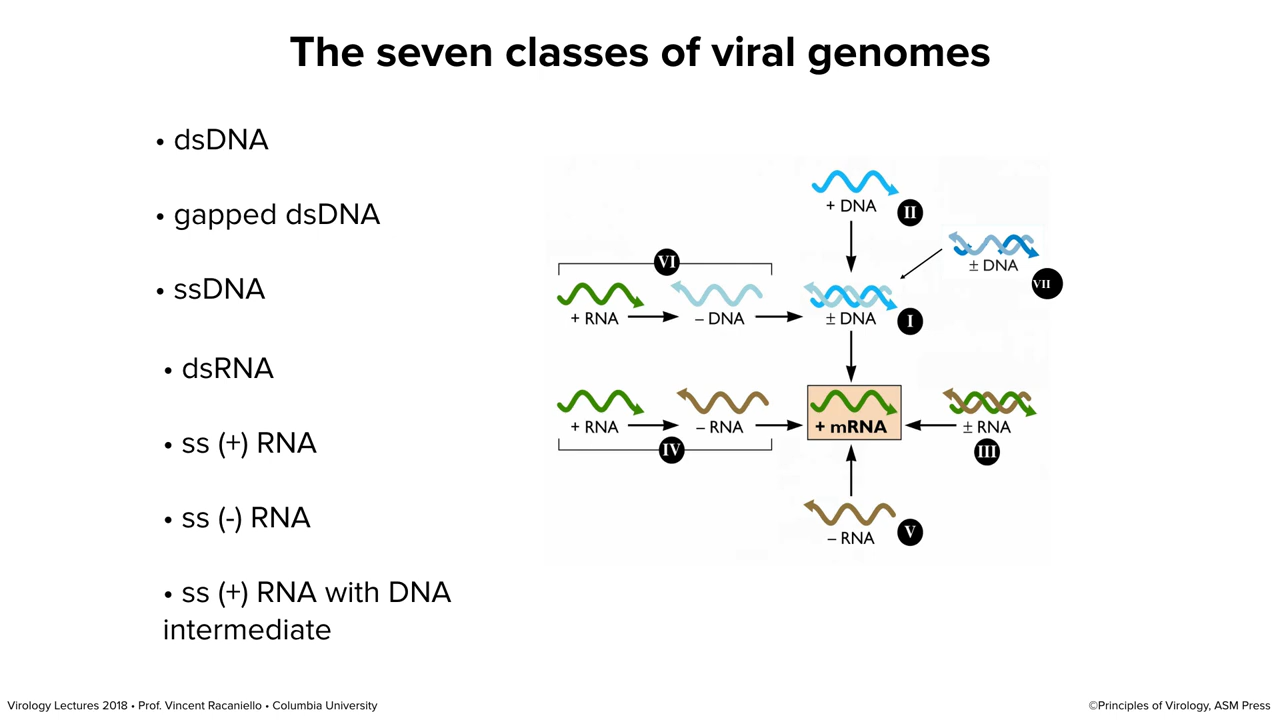 The seven classes of viral genomes
• dsDNA
• gapped dsDNA
• ssDNA
• dsRNA
• ss (+) RNA
• ss (-) RNA
• ss (+) RNA with DNA
intermediate
+ DNA
II
± DNA
VII
VI
+ RNA
– DNA
± DNA
I
+ RNA
– RNA
IV
+ mRNA
± RNA
III
– RNA
V
Virology Lectures 2018 • Prof. Vincent Racaniello • Columbia University
©Principles of Virology, ASM Press